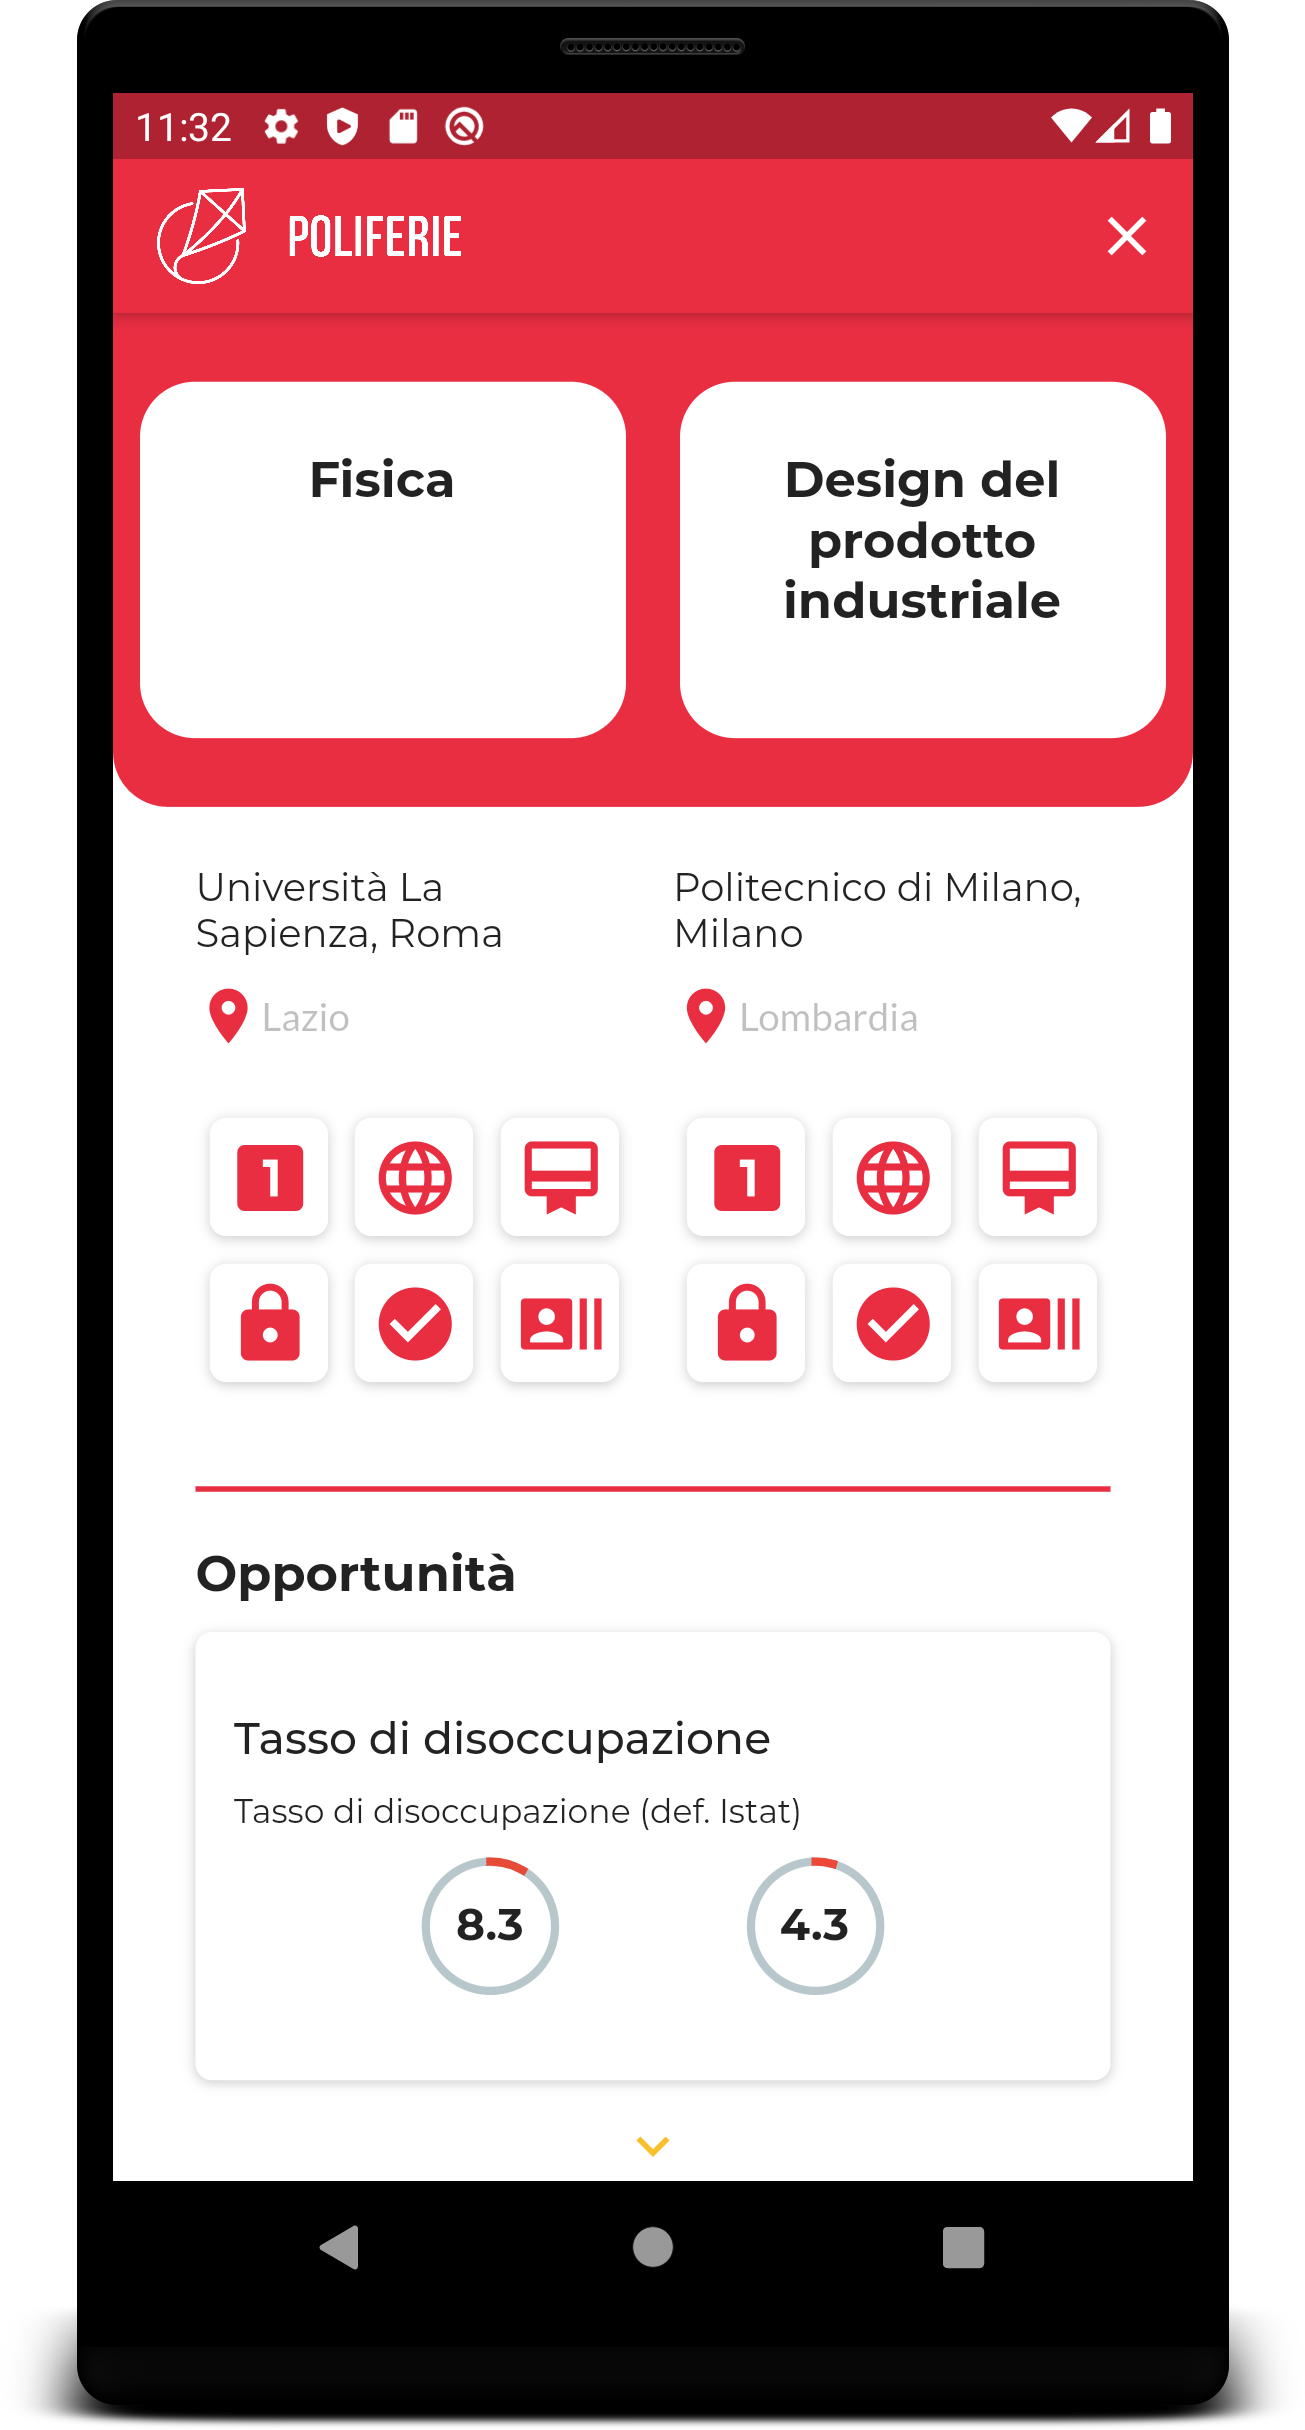 11:32
POLIFERIE
Fisica
Design del
prodotto
industriale
Università La
Sapienza, Roma
Politecnico di Milano,
Milano
Lazio
Lombardia
1
1
Opportunità
Tasso di disoccupazione
Tasso di disoccupazione (def. Istat)
8.3
4.3